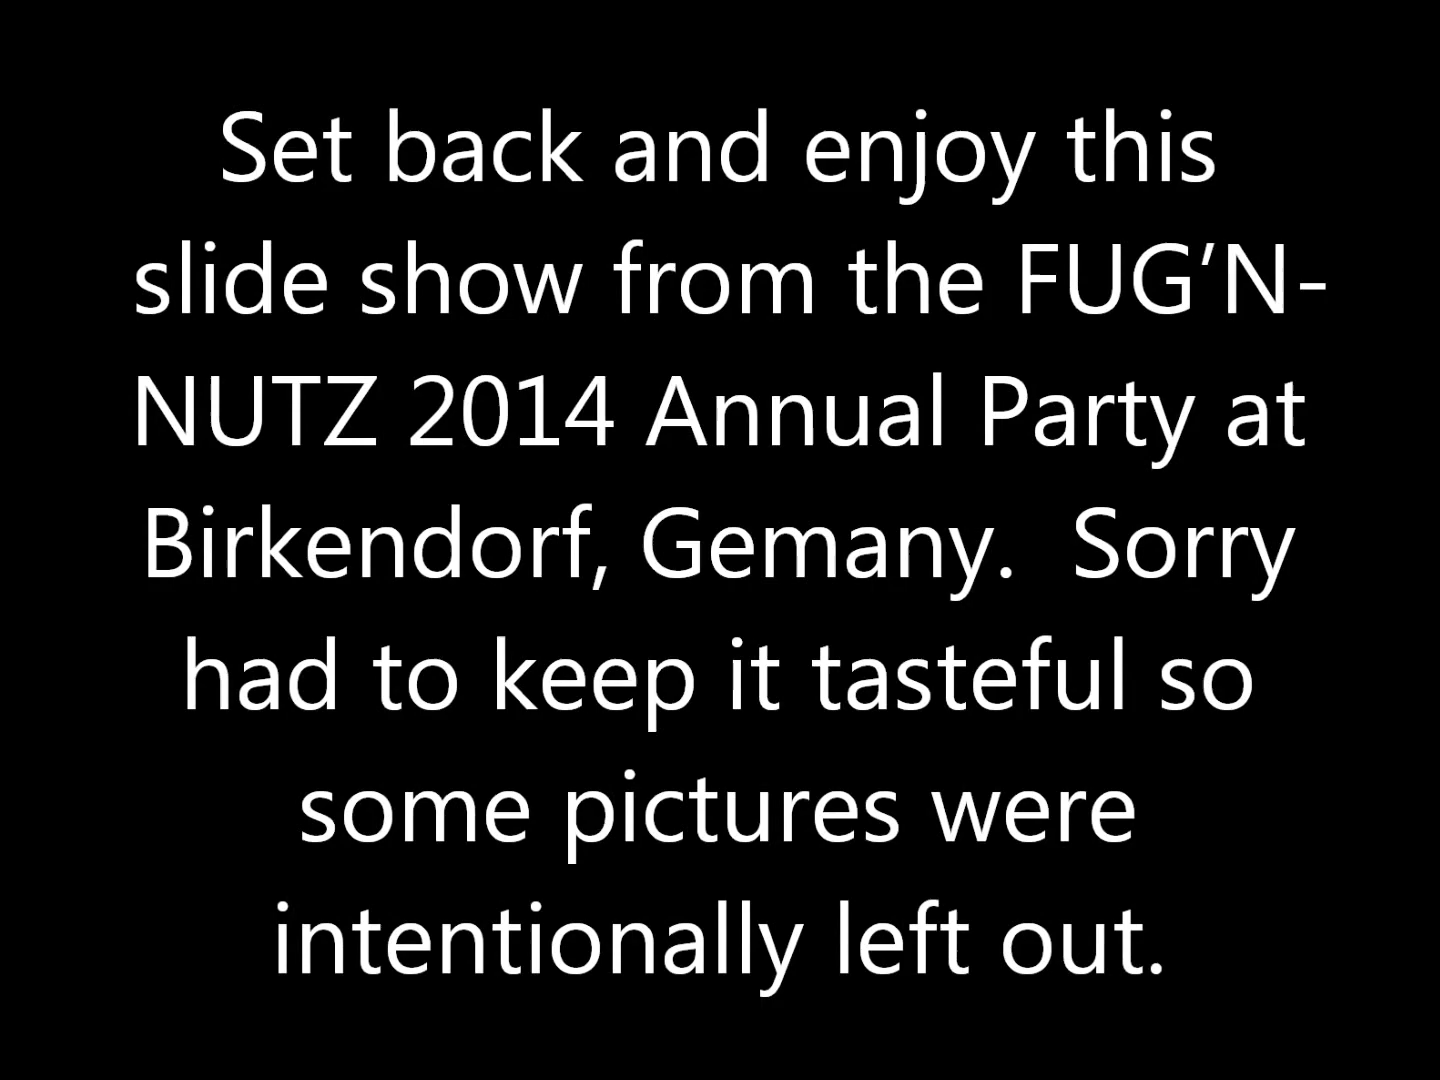 Set back and enjoy this
slide show from the FUG’N-
NUTZ 2014 Annual Party at
Birkendorf, Gemany.  Sorry
had to keep it tasteful so
some pictures were
intentionally left out.